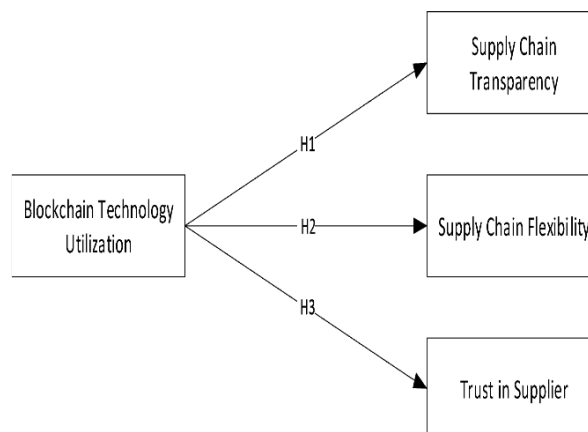 Supply Chain
Transparency
H1
Blockchain Technology
Utilization
H2
Supply Chain Flexibility
H3
Trust in Supplier